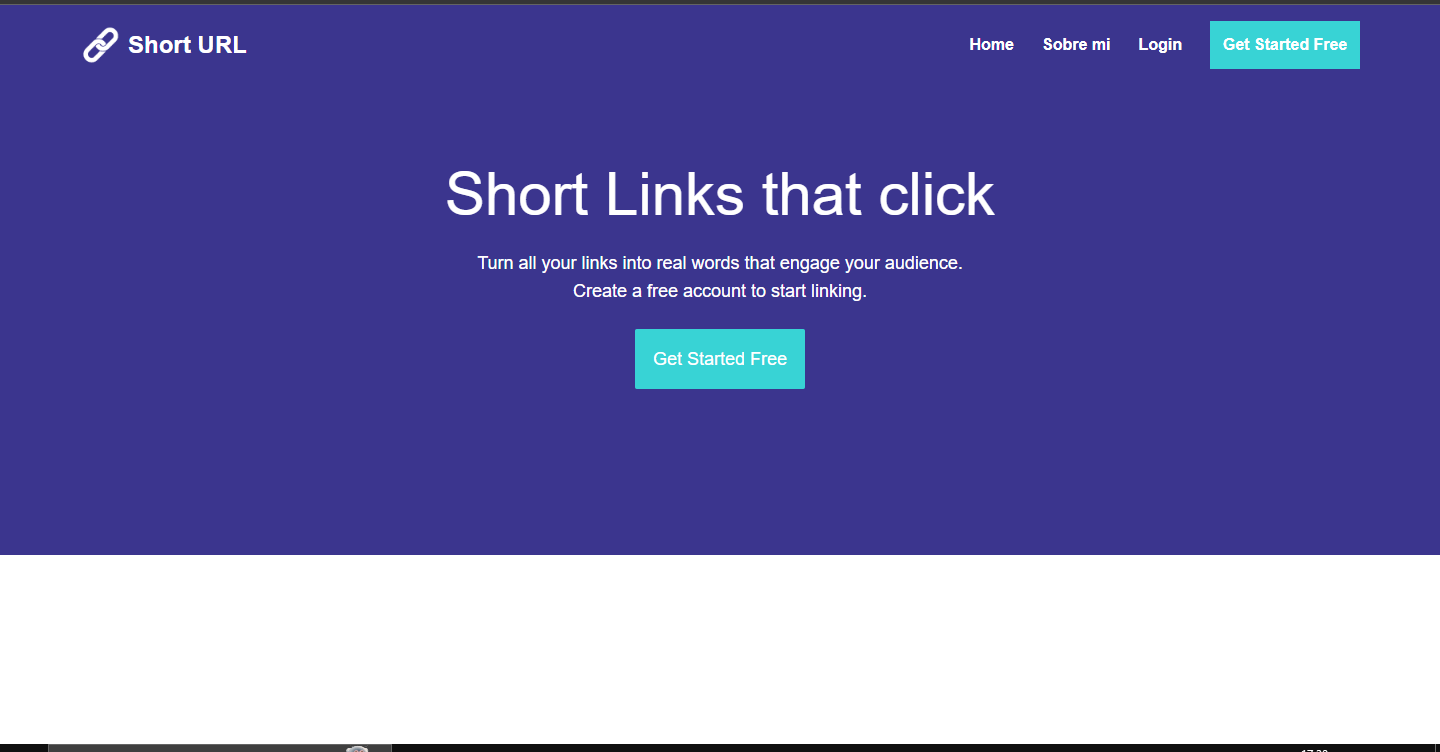 Short URL
Home Sobre mi Login Get Started Free
Short Links that click
Turn all your links into real words that engage your audience.
Create a free account to start linking.
Get Started Free